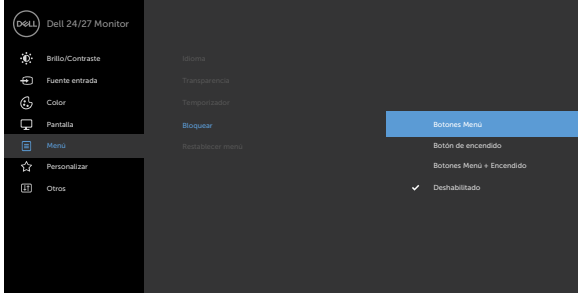 DELL Dell 24/27 Monitor
Brillo/Contraste
Fuente entrada
Color
Pantalla
Menú
Personalizar
Otros
Idioma
Transparencia
Temporizador
Bloquear
Restablecer menú
Botones Menú
Botón de encendido
Botones Menú + Encendido
Deshabilitado